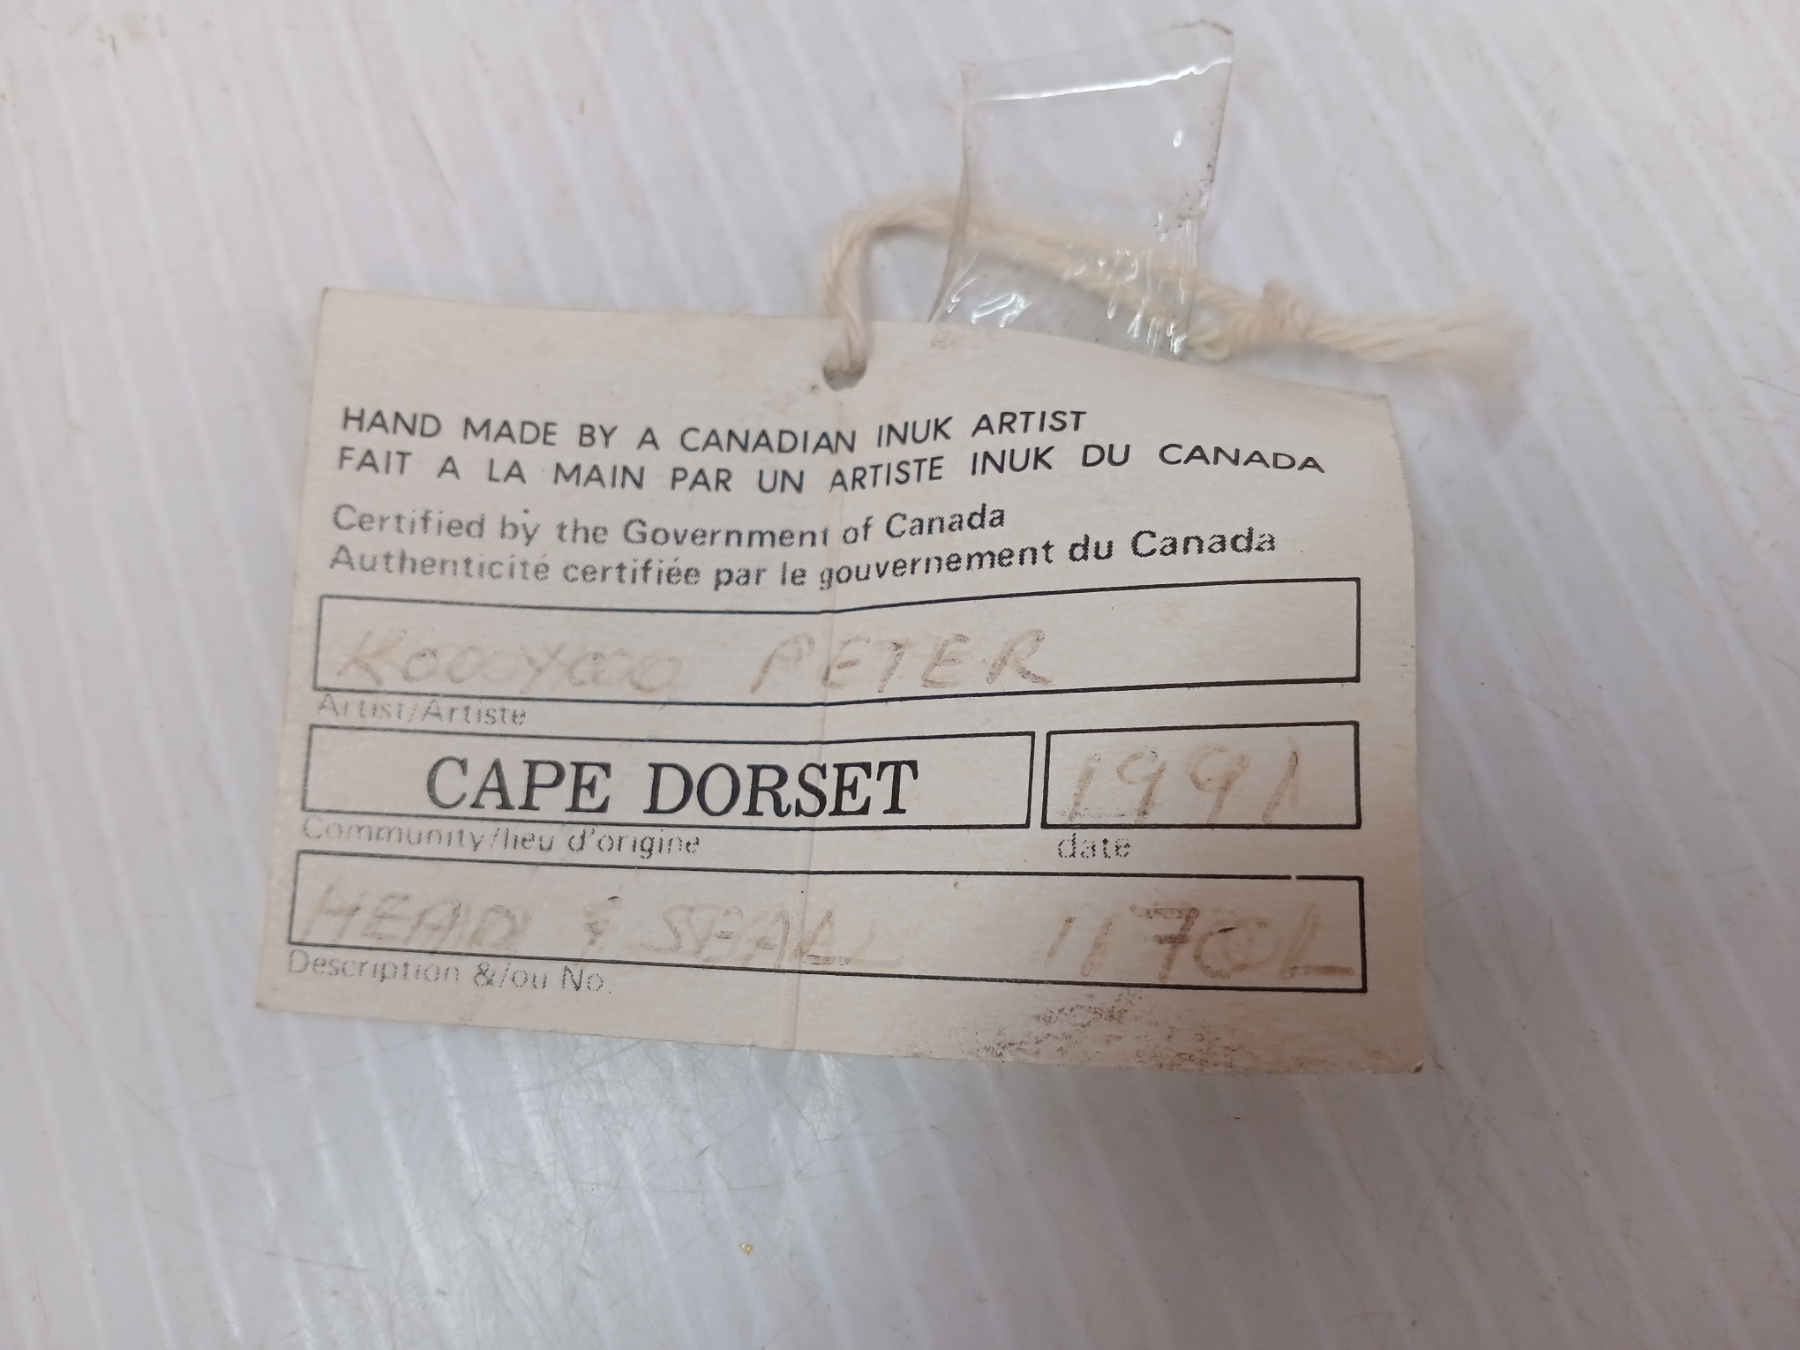 HAND MADE BY A CANADIAN INUK ARTIST
FAIT A LA MAIN PAR UN ARTISTE INUK DU CANADA
Certified by the Government of Canada
Authenticité certifiée par le gouvernement du Canada
KOOYOO PETER
Artist/Artiste
CAPE DORSET 1991
Community/lieu d'origine date
HEAD & SEAL
Description &/ou No.